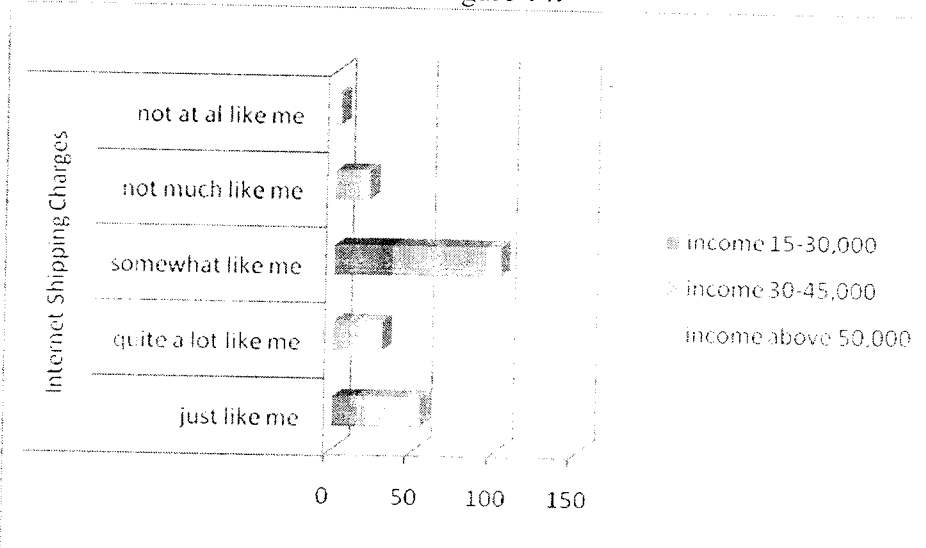 not at al like me
not much like me
somewhat like me
quite a lot like me
just like me
Internet Shipping Charges
0 50 100 150
income 15-30,000
income 30-45,000
income above 50,000